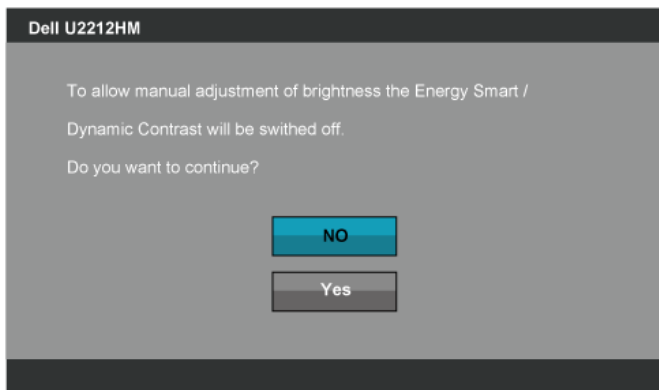 Dell U2212HM
To allow manual adjustment of brightness the Energy Smart /
Dynamic Contrast will be swithed off.
Do you want to continue?
NO
Yes